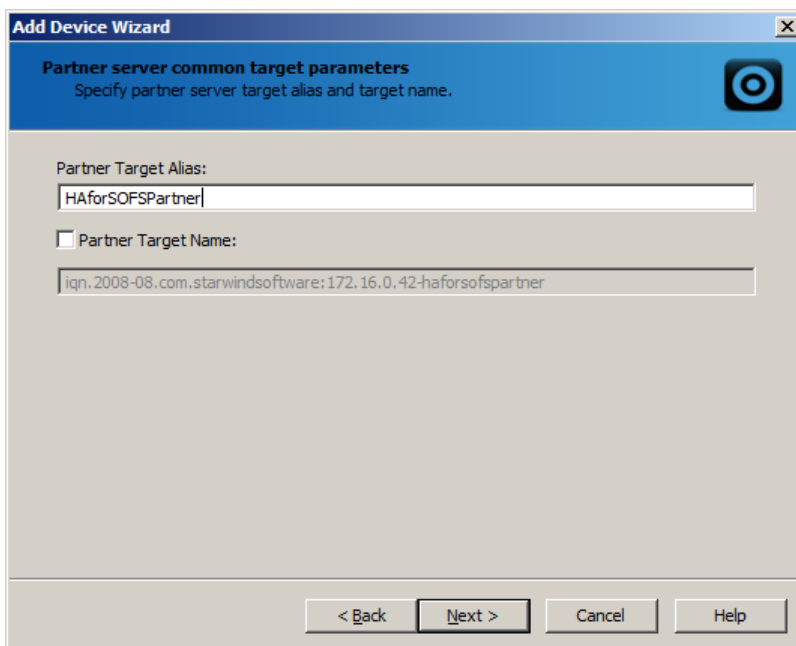 Add Device Wizard
Partner server common target parameters
Specify partner server target alias and target name.
Partner Target Alias:
HAforSOFSPartner
Partner Target Name:
iqn.2008-08.com.starwindsoftware:172.16.0.42-haforsofspartner
< Back Next > Cancel Help